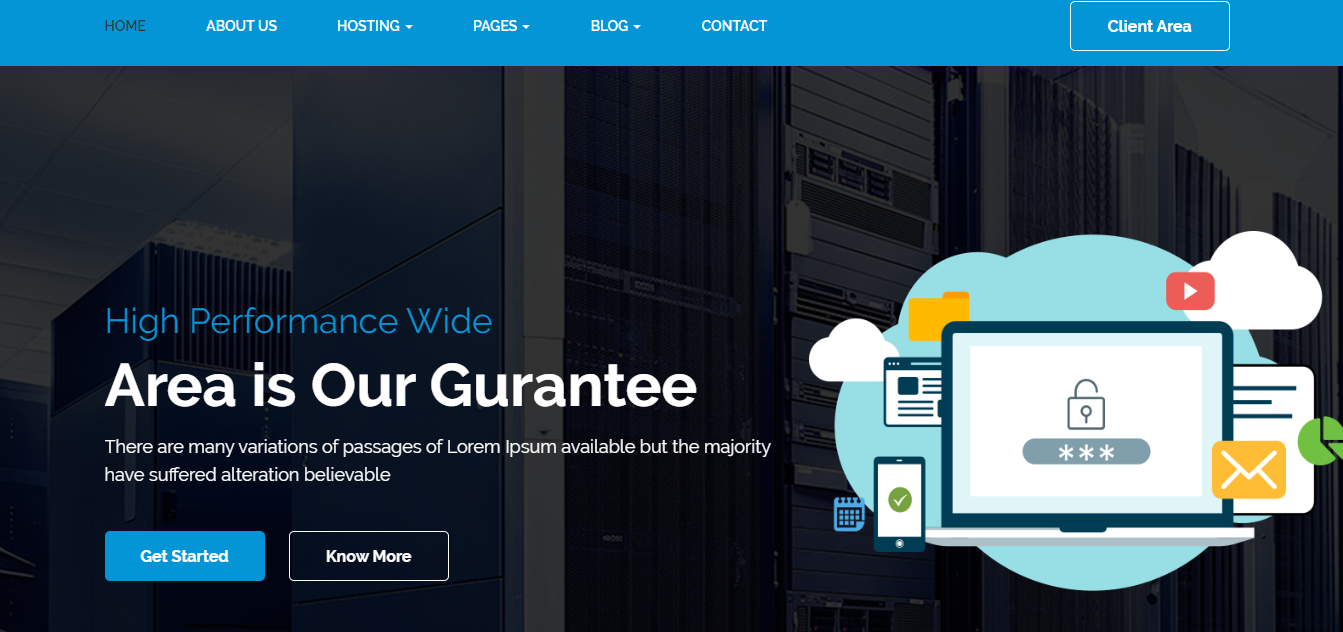 HOME ABOUT US HOSTING PAGES BLOG CONTACT Client Area
High Performance Wide
Area is Our Gurantee
There are many variations of passages of Lorem Ipsum available but the majority
have suffered alteration believable
Get Started Know More
***